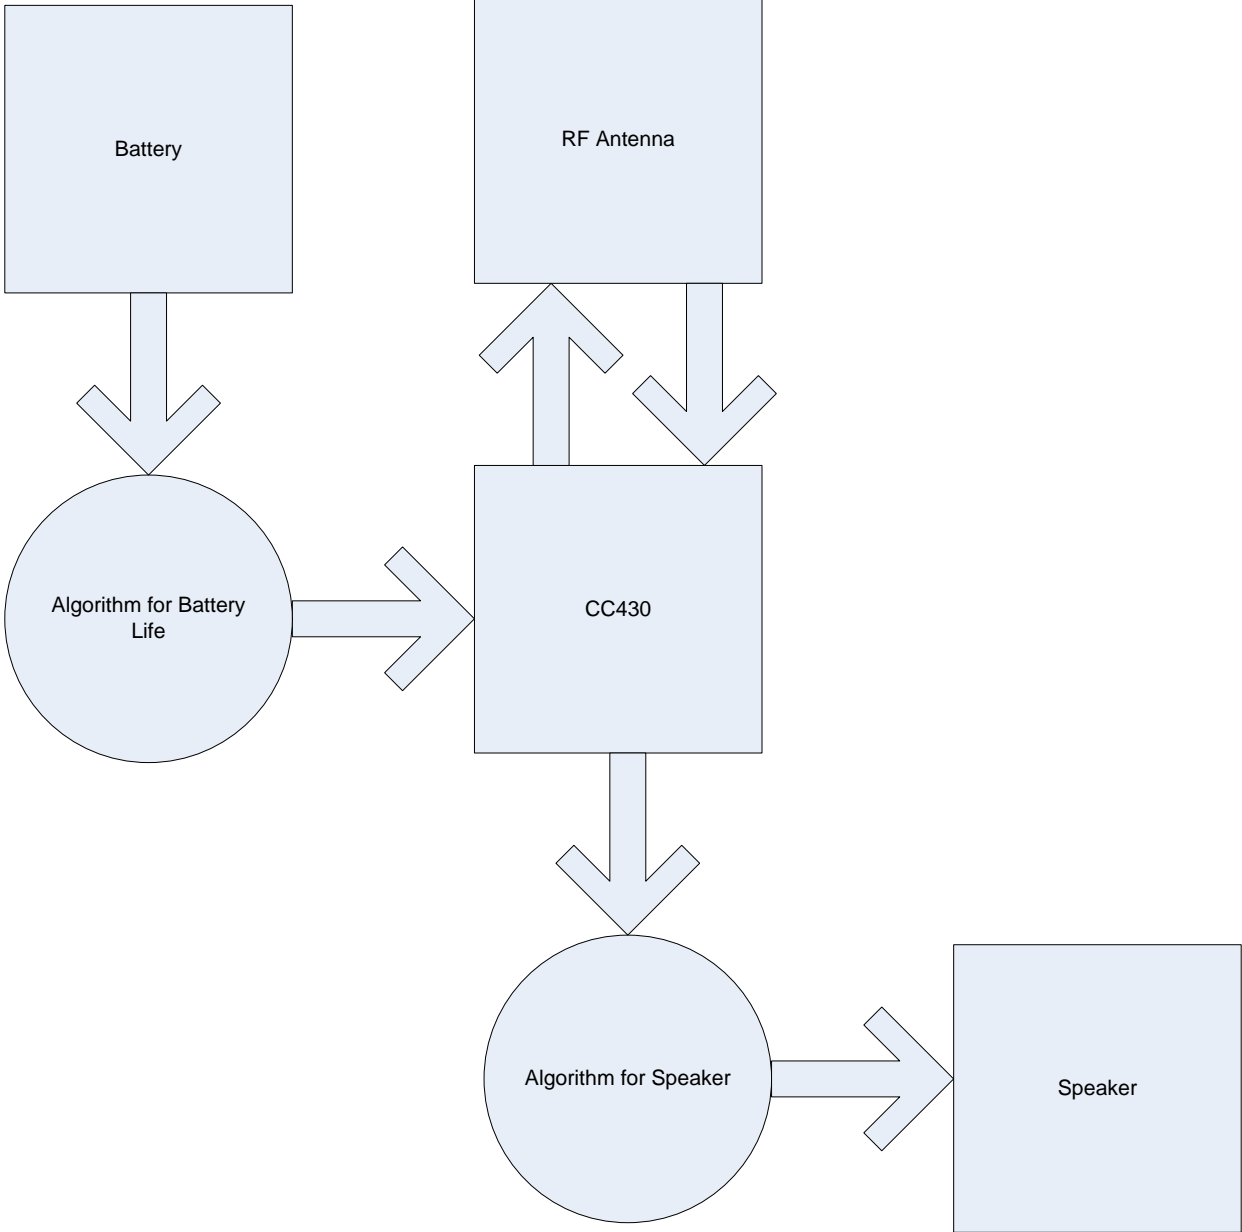 Battery
RF Antenna
Algorithm for Battery
Life
CC430
Algorithm for Speaker
Speaker